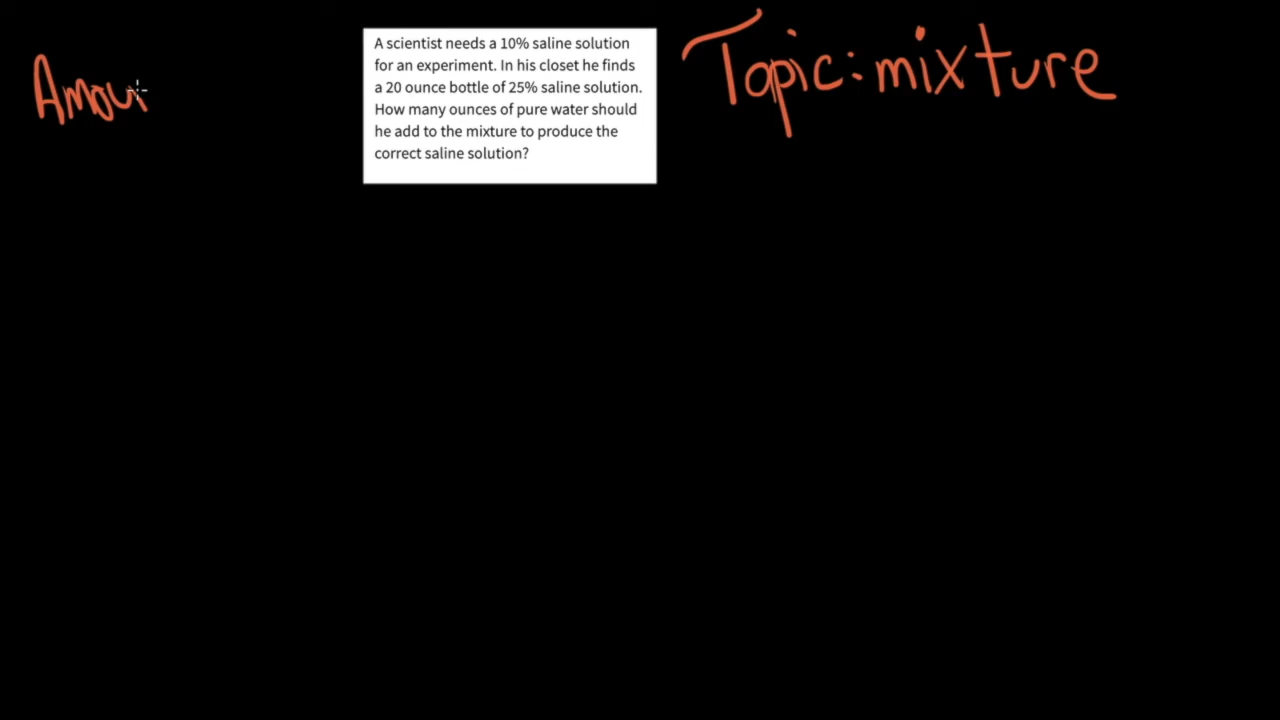 Amou
A scientist needs a 10% saline solution
for an experiment. In his closet he finds
a 20 ounce bottle of 25% saline solution.
How many ounces of pure water should
he add to the mixture to produce the
correct saline solution?
Topic: mixture